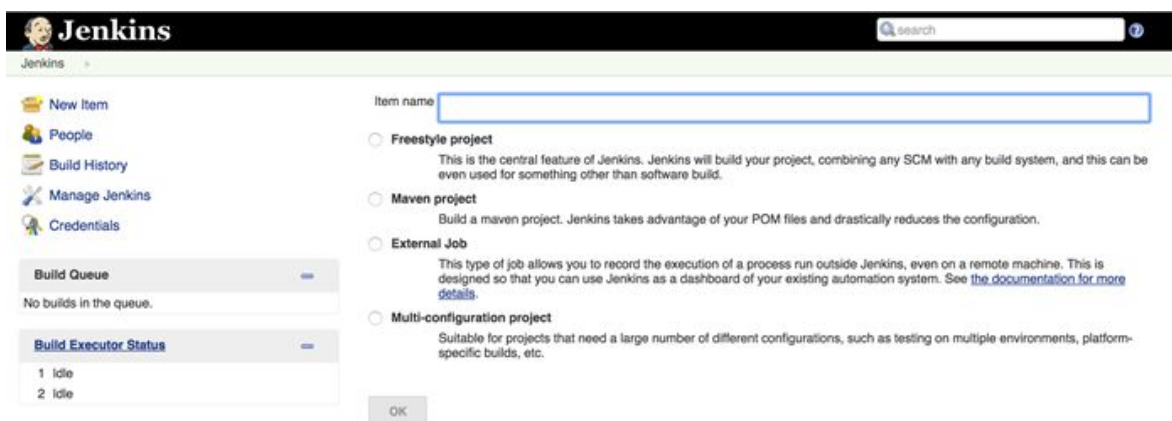 Jenkins
search
Jenkins
New Item
People
Build History
Manage Jenkins
Credentials
Build Queue
No builds in the queue.
Build Executor Status
1 Idle
2 Idle
Item name
Freestyle project
This is the central feature of Jenkins. Jenkins will build your project, combining any SCM with any build system, and this can be
even used for something other than software build.
Maven project
Build a maven project. Jenkins takes advantage of your POM files and drastically reduces the configuration.
External Job
This type of job allows you to record the execution of a process run outside Jenkins, even on a remote machine. This is
designed so that you can use Jenkins as a dashboard of your existing automation system. See the documentation for more
details.
Multi-configuration project
Suitable for projects that need a large number of different configurations, such as testing on multiple environments, platform-
specific builds, etc.
OK